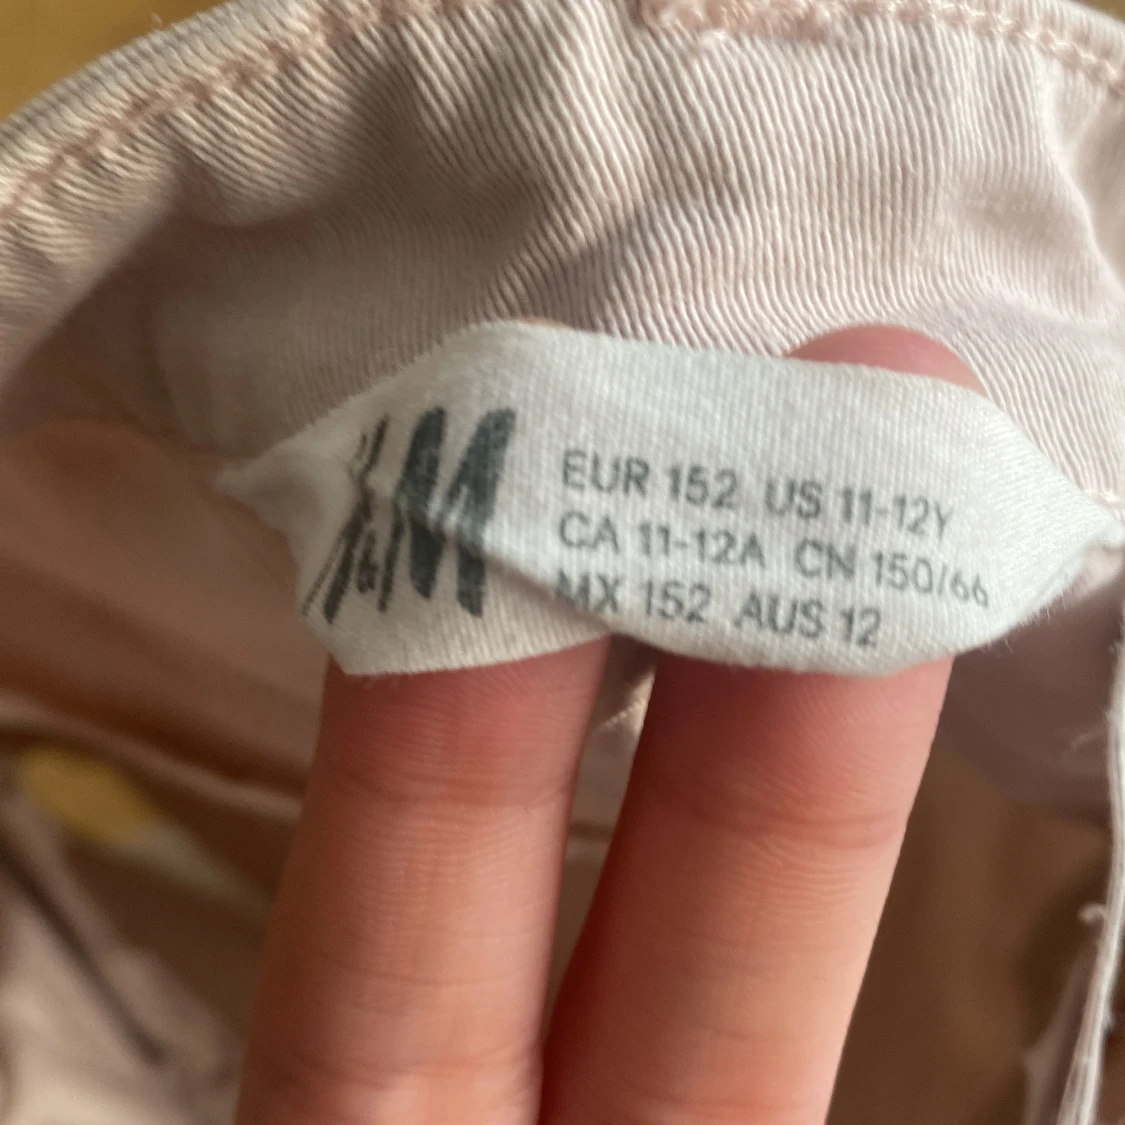 H&M
EUR 152 US 11-12Y
CA 11-12A CN 150/66
MX 152 AUS 12